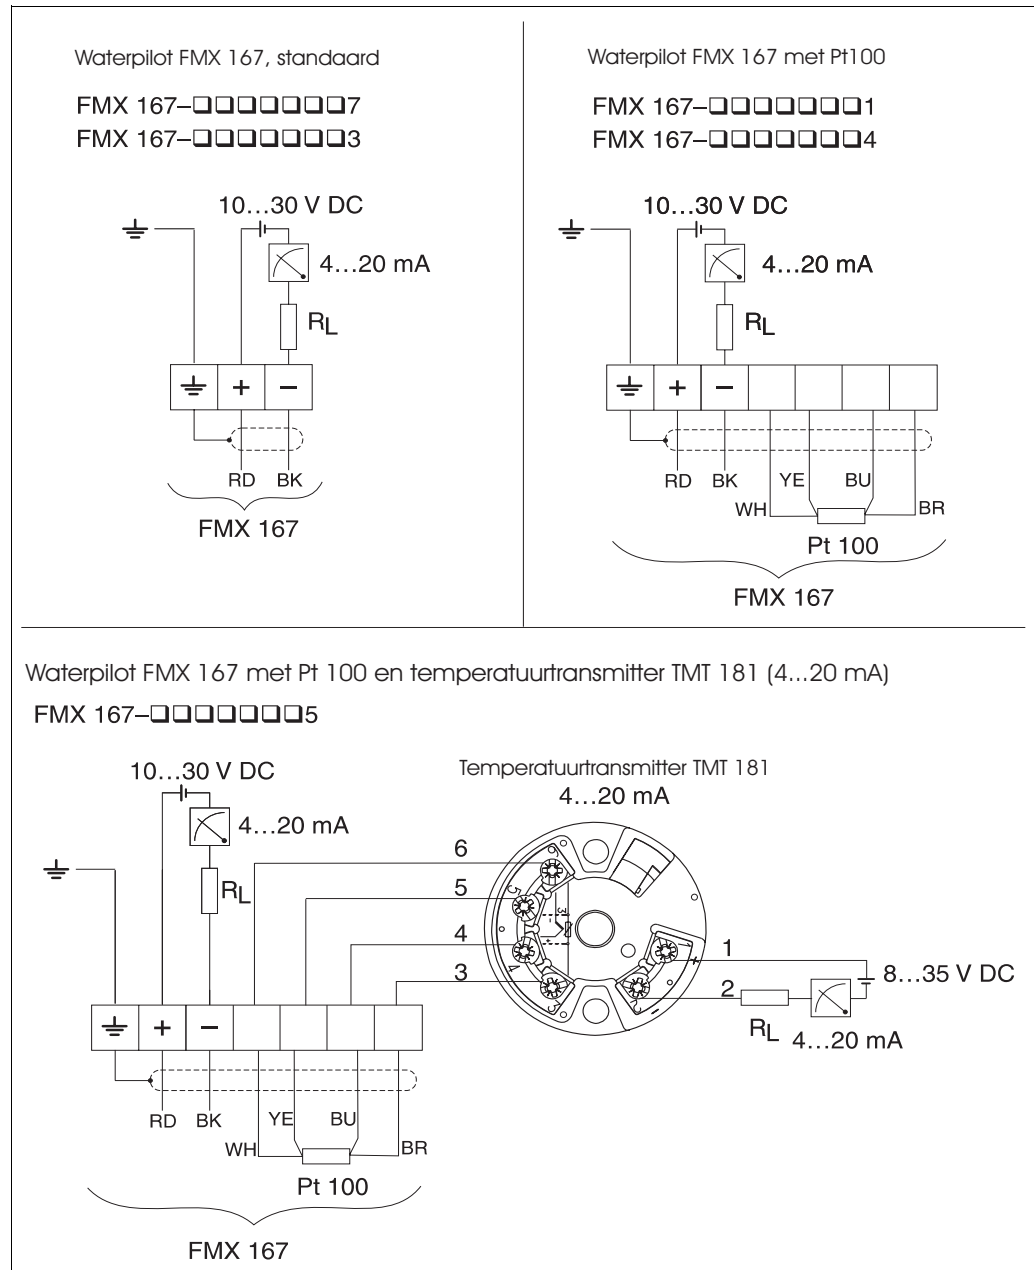 Waterpilot FMX 167, standaard
FMX 167–❑❑❑❑❑❑❑7
FMX 167–❑❑❑❑❑❑❑3
10...30 V DC
4...20 mA
RL
+ –
RD BK
FMX 167
Waterpilot FMX 167 met Pt100
FMX 167–❑❑❑❑❑❑❑1
FMX 167–❑❑❑❑❑❑❑4
10...30 V DC
4...20 mA
RL
+ –
RD BK YE BU
WH BR
Pt 100
FMX 167
Waterpilot FMX 167 met Pt 100 en temperatuurtransmitter TMT 181 (4...20 mA)
FMX 167–❑❑❑❑❑❑❑5
10...30 V DC
4...20 mA
RL
+ –
RD BK YE BU
WH BR
Pt 100
FMX 167
Temperatuurtransmitter TMT 181
4...20 mA
6
5
4
3
5
4
3
+
-
1
2
8...35 V DC
RL 4...20 mA